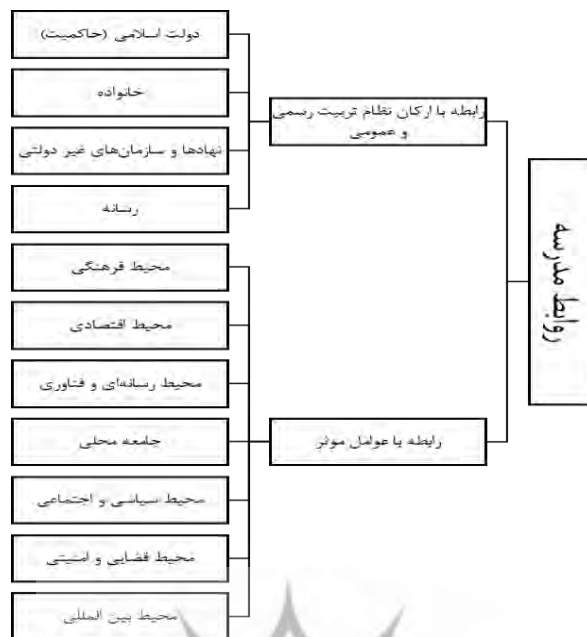 روابط مدرسه
رابطه با ارکان نظام تربیت رسمی
و عمومی
دولت اسلامی (حاکمیت)
خانواده
نهادها و سازمان‌های غیر دولتی
رسانه
رابطه با عوامل موثر
محیط فرهنگی
محیط اقتصادی
محیط رسانه‌ای و فناوری
جامعه محلی
محیط سیاسی و اجتماعی
محیط قضایی و امنیتی
محیط بین المللی